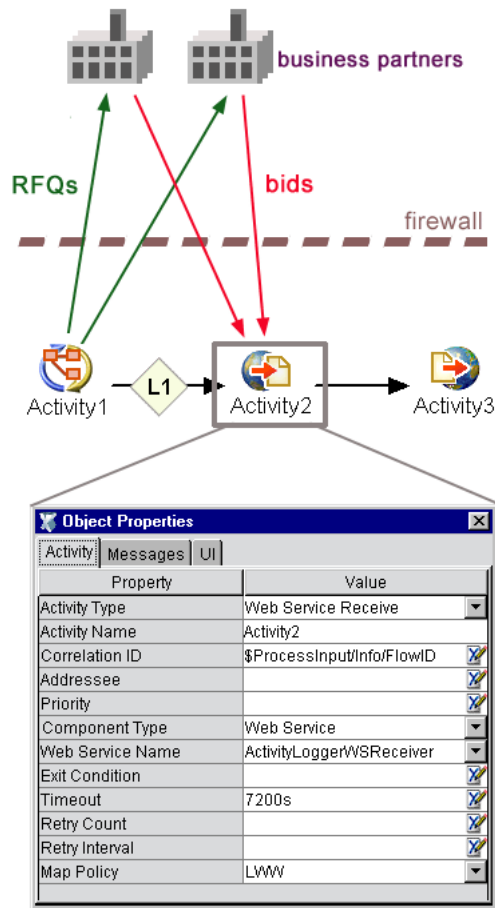 business partners
RFQs
bids
firewall
L1
Activity1
Activity2
Activity3
Object Properties
Activity Messages UI
Property Value
Activity Type Web Service Receive
Activity Name Activity2
Correlation ID $ProcessInput/Info/FlowID
Addressee
Priority
Component Type Web Service
Web Service Name ActivityLoggerWSReceiver
Exit Condition
Timeout 7200s
Retry Count
Retry Interval
Map Policy LWW